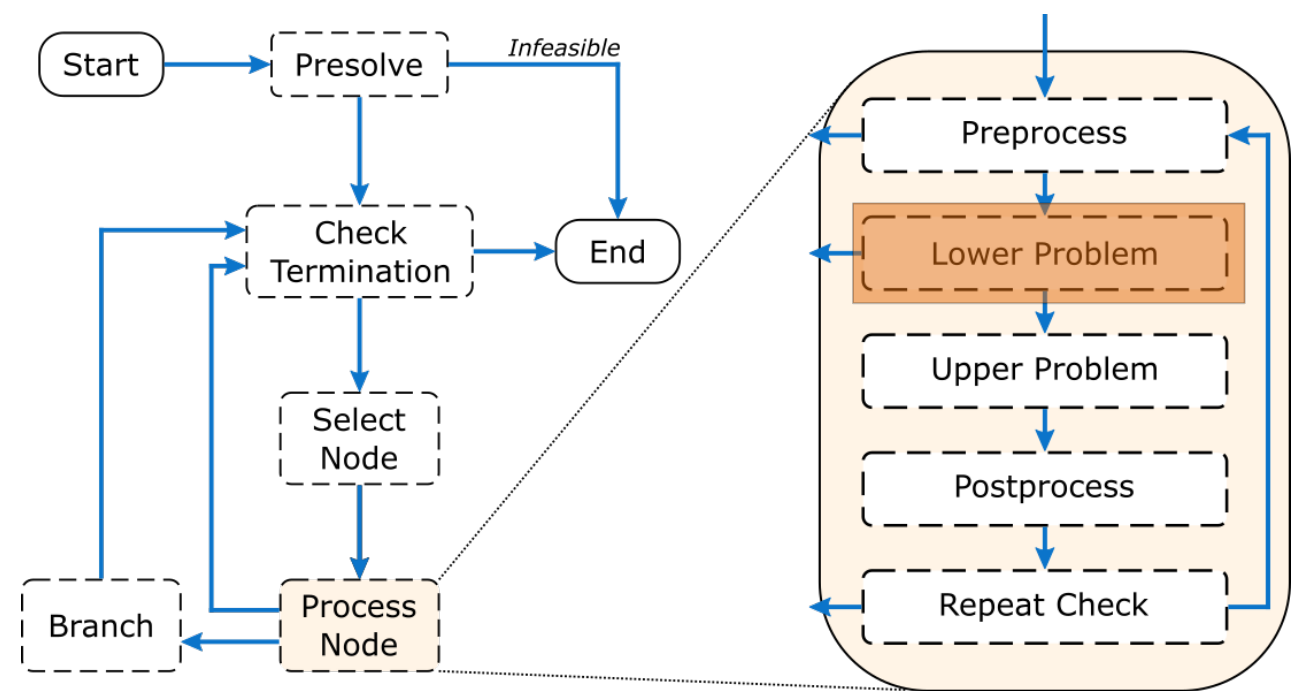 Start
Presolve
Infeasible
Check
Termination
End
Select
Node
Branch
Process
Node
Preprocess
Lower Problem
Upper Problem
Postprocess
Repeat Check